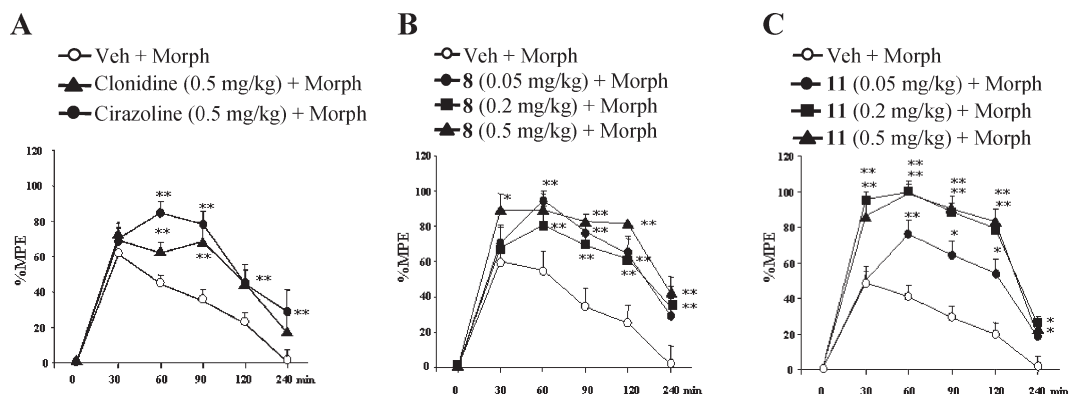 A
Veh + Morph
Clonidine (0.5 mg/kg) + Morph
Cirazoline (0.5 mg/kg) + Morph
120
100
80
60
40
20
0
%MPE
**
**
**
**
**
**
0 30 60 90 120 240 min.
B
Veh + Morph
8 (0.05 mg/kg) + Morph
8 (0.2 mg/kg) + Morph
8 (0.5 mg/kg) + Morph
120
100
80
60
40
20
0
%MPE
*
**
**
**
**
**
**
**
**
**
**
0 30 60 90 120 240 min.
C
Veh + Morph
11 (0.05 mg/kg) + Morph
11 (0.2 mg/kg) + Morph
11 (0.5 mg/kg) + Morph
120
100
80
60
40
20
0
%MPE
**
**
**
**
**
**
**
**
**
*
*
*
*
0 30 60 90 120 240 min.